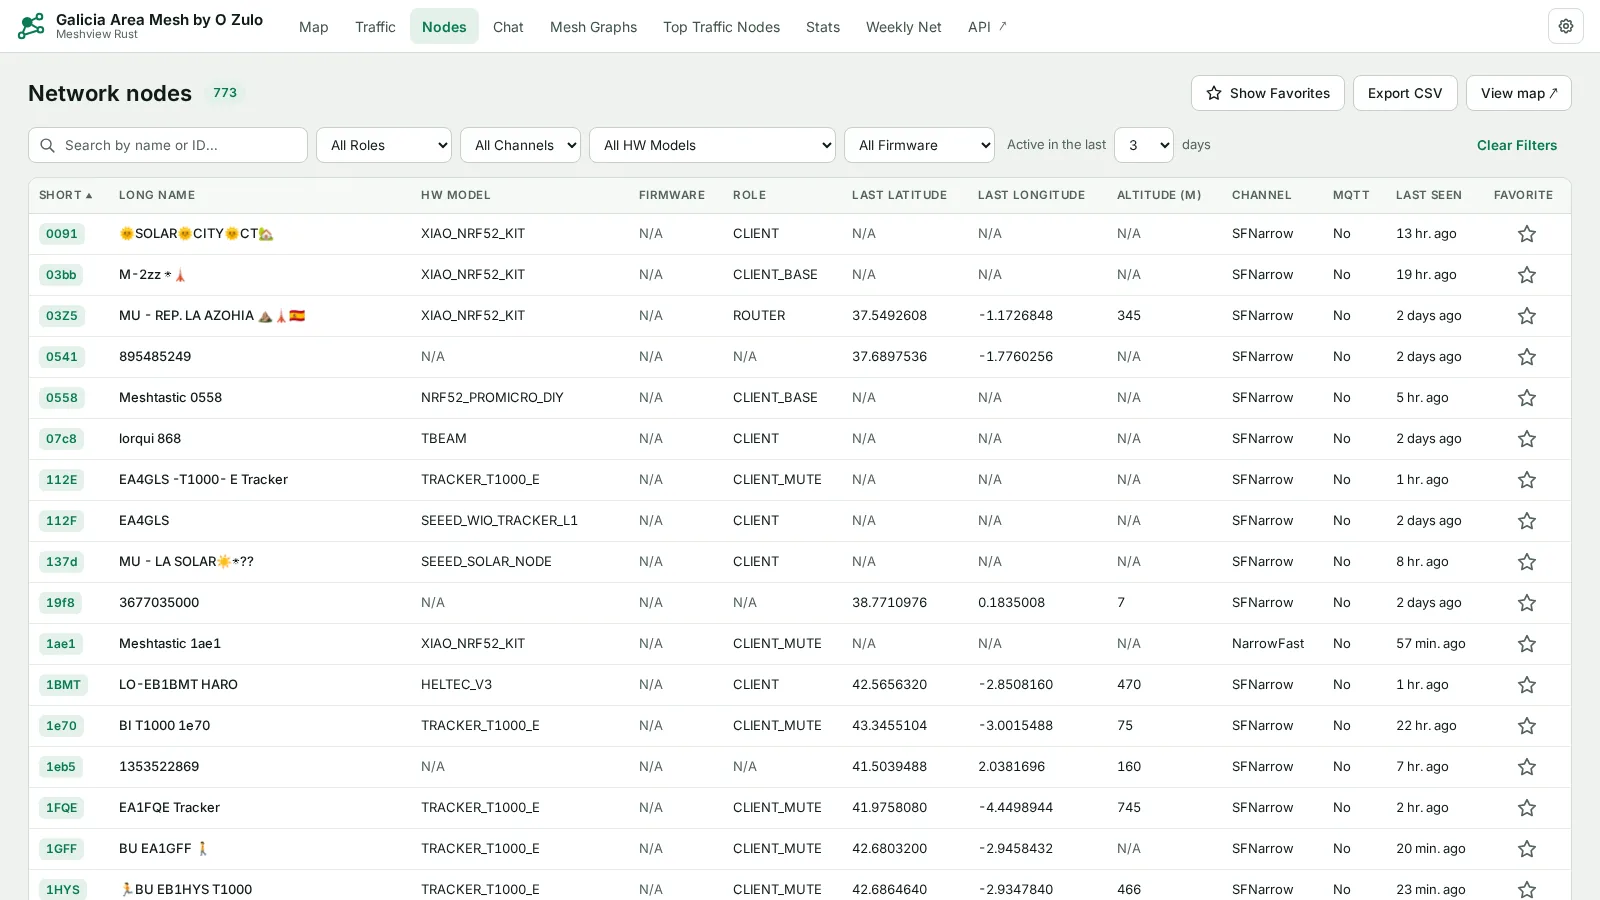 Galicia Area Mesh by O Zulo
Meshview Rust
Map Traffic Nodes Chat Mesh Graphs Top Traffic Nodes Stats Weekly Net API ↗
Network nodes 773
Show Favorites Export CSV View map ↗
Search by name or ID... All Roles All Channels All HW Models All Firmware Active in the last 3 days Clear Filters
SHORT ▲ LONG NAME HW MODEL FIRMWARE ROLE LAST LATITUDE LAST LONGITUDE ALTITUDE (M) CHANNEL MQTT LAST SEEN FAVORITE
0091 🌞SOLAR🌞CITY🌞CT🏡 XIAO_NRF52_KIT N/A CLIENT N/A N/A N/A SFNarrow No 13 hr. ago
03bb M-2zz *🗼 XIAO_NRF52_KIT N/A CLIENT_BASE N/A N/A N/A SFNarrow No 19 hr. ago
03Z5 MU - REP. LA AZOHIA ⛰️🗼🇪🇸 XIAO_NRF52_KIT N/A ROUTER 37.5492608 -1.1726848 345 SFNarrow No 2 days ago
0541 895485249 N/A N/A N/A 37.6897536 -1.7760256 N/A SFNarrow No 2 days ago
0558 Meshtastic 0558 NRF52_PROMICRO_DIY N/A CLIENT_BASE N/A N/A N/A SFNarrow No 5 hr. ago
07c8 lorqui 868 TBEAM N/A CLIENT N/A N/A N/A SFNarrow No 2 days ago
112E EA4GLS -T1000- E Tracker TRACKER_T1000_E N/A CLIENT_MUTE N/A N/A N/A SFNarrow No 1 hr. ago
112F EA4GLS SEEED_WIO_TRACKER_L1 N/A CLIENT N/A N/A N/A SFNarrow No 2 days ago
137d MU - LA SOLAR☀️*?? SEEED_SOLAR_NODE N/A CLIENT N/A N/A N/A SFNarrow No 8 hr. ago
19f8 3677035000 N/A N/A N/A 38.7710976 0.1835008 7 SFNarrow No 2 days ago
1ae1 Meshtastic 1ae1 XIAO_NRF52_KIT N/A CLIENT_MUTE N/A N/A N/A NarrowFast No 57 min. ago
1BMT LO-EB1BMT HARO HELTEC_V3 N/A CLIENT 42.5656320 -2.8508160 470 SFNarrow No 1 hr. ago
1e70 BI T1000 1e70 TRACKER_T1000_E N/A CLIENT_MUTE 43.3455104 -3.0015488 75 SFNarrow No 22 hr. ago
1eb5 1353522869 N/A N/A N/A 41.5039488 2.0381696 160 SFNarrow No 7 hr. ago
1FQE EA1FQE Tracker TRACKER_T1000_E N/A CLIENT_MUTE 41.9758080 -4.4498944 745 SFNarrow No 2 hr. ago
1GFF BU EA1GFF 🚶 TRACKER_T1000_E N/A CLIENT_MUTE 42.6803200 -2.9458432 N/A SFNarrow No 20 min. ago
1HYS 🏃BU EB1HYS T1000 TRACKER_T1000_E N/A CLIENT_MUTE 42.6864640 -2.9347840 466 SFNarrow No 23 min. ago